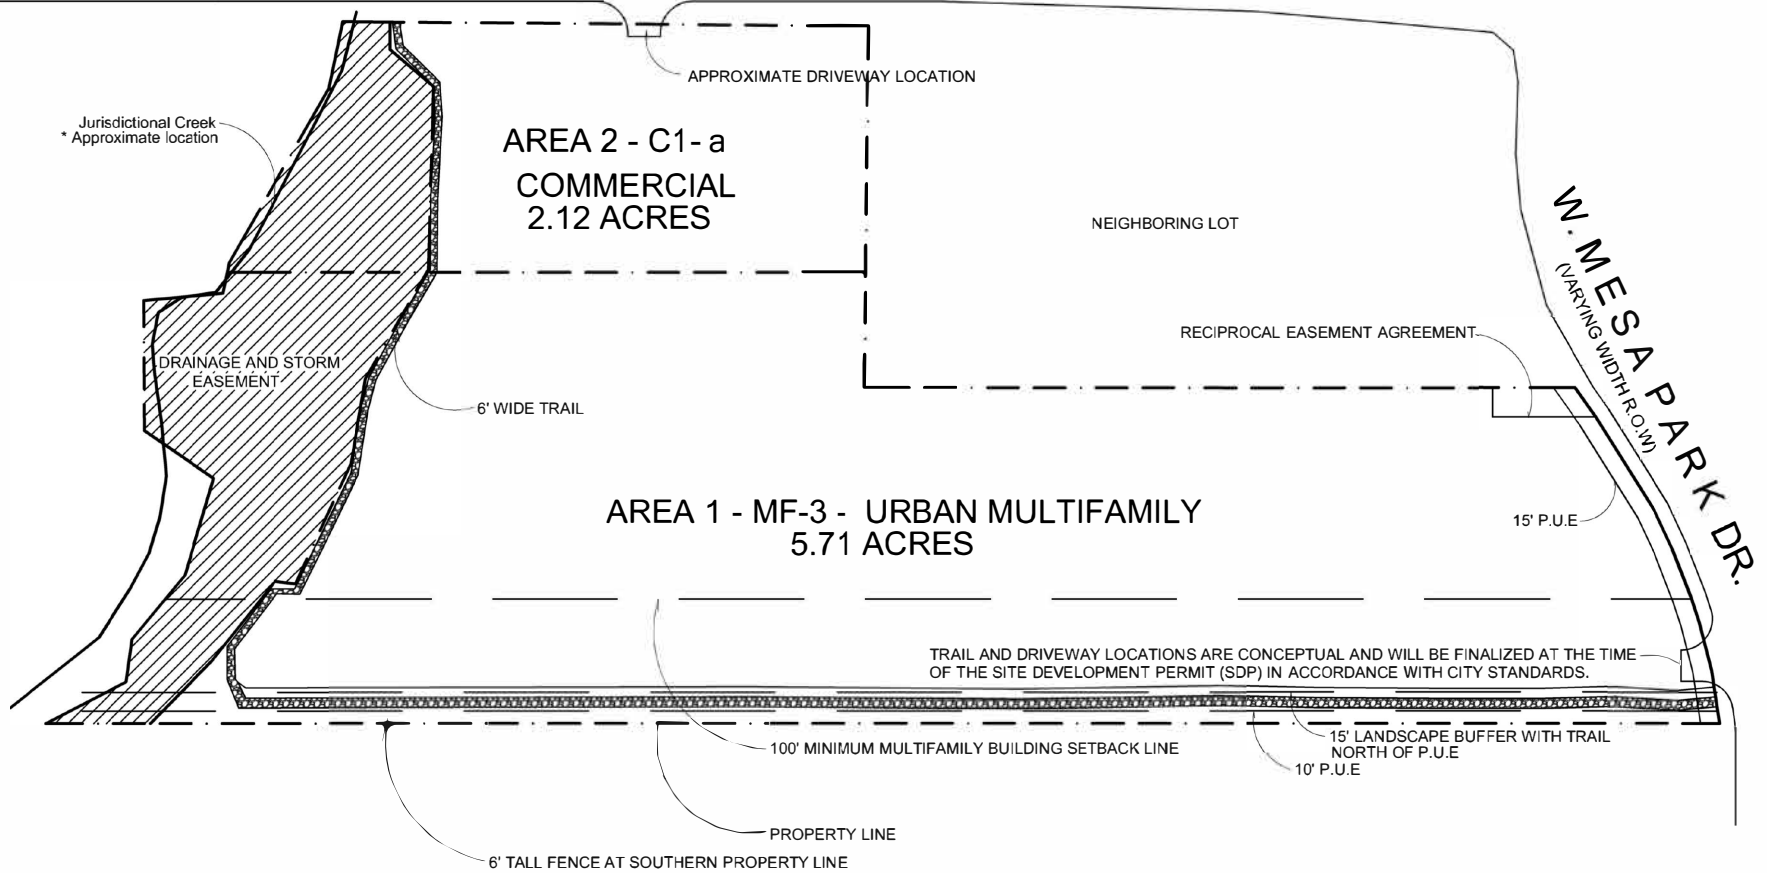 APPROXIMATE DRIVEWAY LOCATION
Jurisdictional Creek
* Approximate location
AREA 2 - C1- a
COMMERCIAL
2.12 ACRES
NEIGHBORING LOT
W. MESA PARK DR.
(VARYING WIDTH R.O.W)
RECIPROCAL EASEMENT AGREEMENT
DRAINAGE AND STORM
EASEMENT
6' WIDE TRAIL
AREA 1 - MF-3 - URBAN MULTIFAMILY
5.71 ACRES
15' P.U.E
TRAIL AND DRIVEWAY LOCATIONS ARE CONCEPTUAL AND WILL BE FINALIZED AT THE TIME
OF THE SITE DEVELOPMENT PERMIT (SDP) IN ACCORDANCE WITH CITY STANDARDS.
100' MINIMUM MULTIFAMILY BUILDING SETBACK LINE
15' LANDSCAPE BUFFER WITH TRAIL
NORTH OF P.U.E
10' P.U.E
PROPERTY LINE
6' TALL FENCE AT SOUTHERN PROPERTY LINE